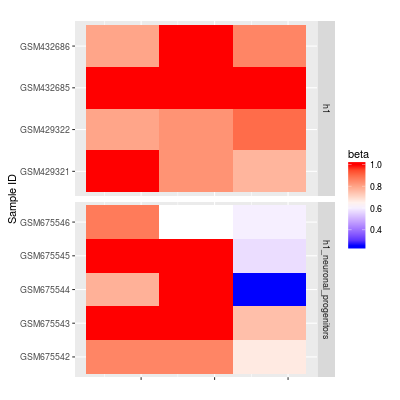 GSM432686
GSM432685
GSM429322
GSM429321
h1
GSM675546
GSM675545
GSM675544
GSM675543
GSM675542
h1_neuronal_progenitors
Sample ID
beta
1.0
0.8
0.6
0.4